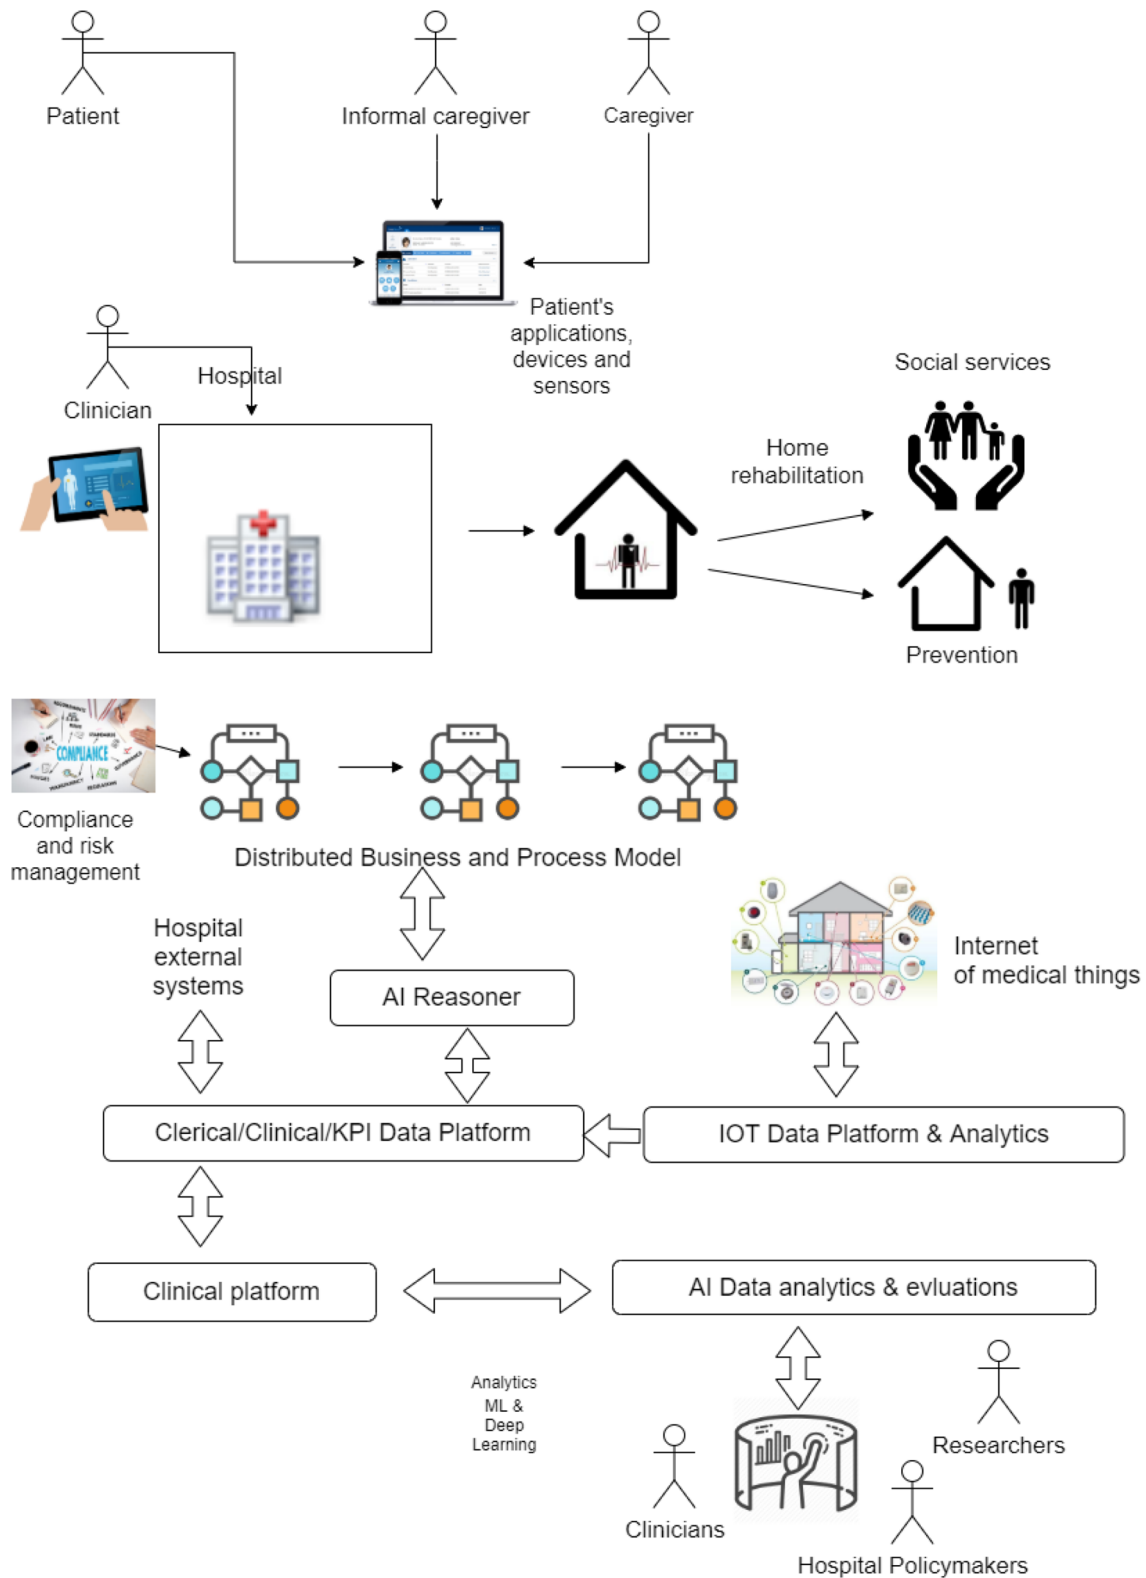 Patient
Informal caregiver
Caregiver
Patient's
applications,
devices and
sensors
Clinician
Hospital
Social services
Home
rehabilitation
Prevention
COMPLIANCE
Compliance
and risk
management
Distributed Business and Process Model
Hospital
external
systems
AI Reasoner
Internet
of medical things
Clerical/Clinical/KPI Data Platform
IOT Data Platform & Analytics
Clinical platform
AI Data analytics & evluations
Analytics
ML &
Deep
Learning
Clinicians
Researchers
Hospital Policymakers